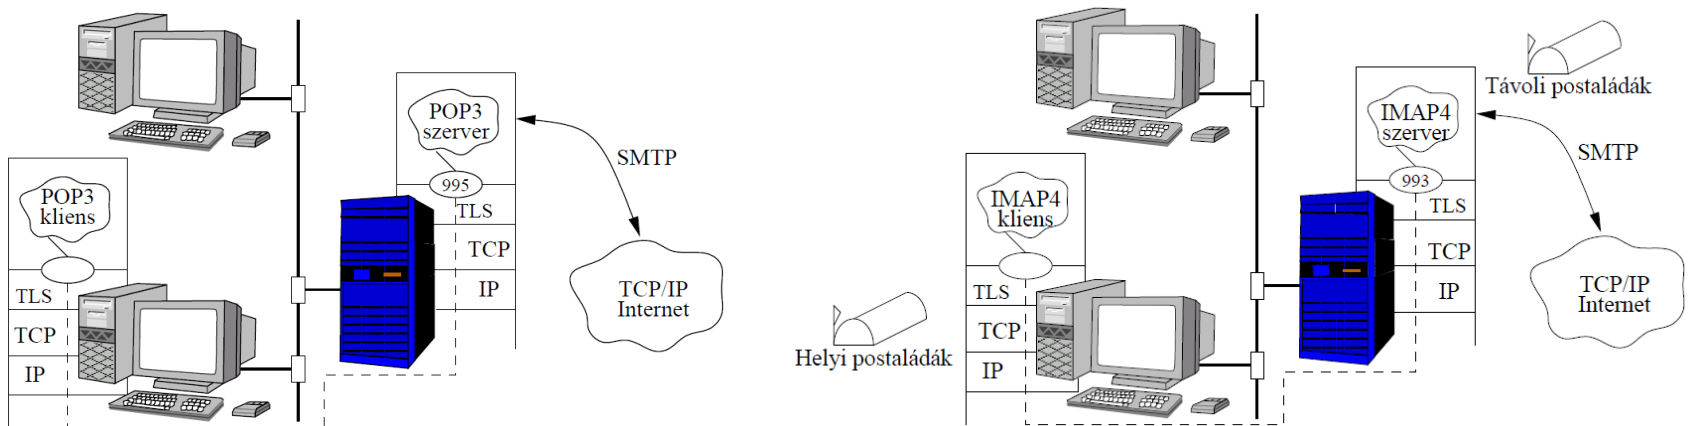 POP3
szerver
995
TLS
TCP
IP
SMTP
TCP/IP
Internet
POP3
kliens
TLS
TCP
IP
Távoli postaládák
IMAP4
szerver
993
TLS
TCP
IP
SMTP
TCP/IP
Internet
IMAP4
kliens
TLS
TCP
IP
Helyi postaládák